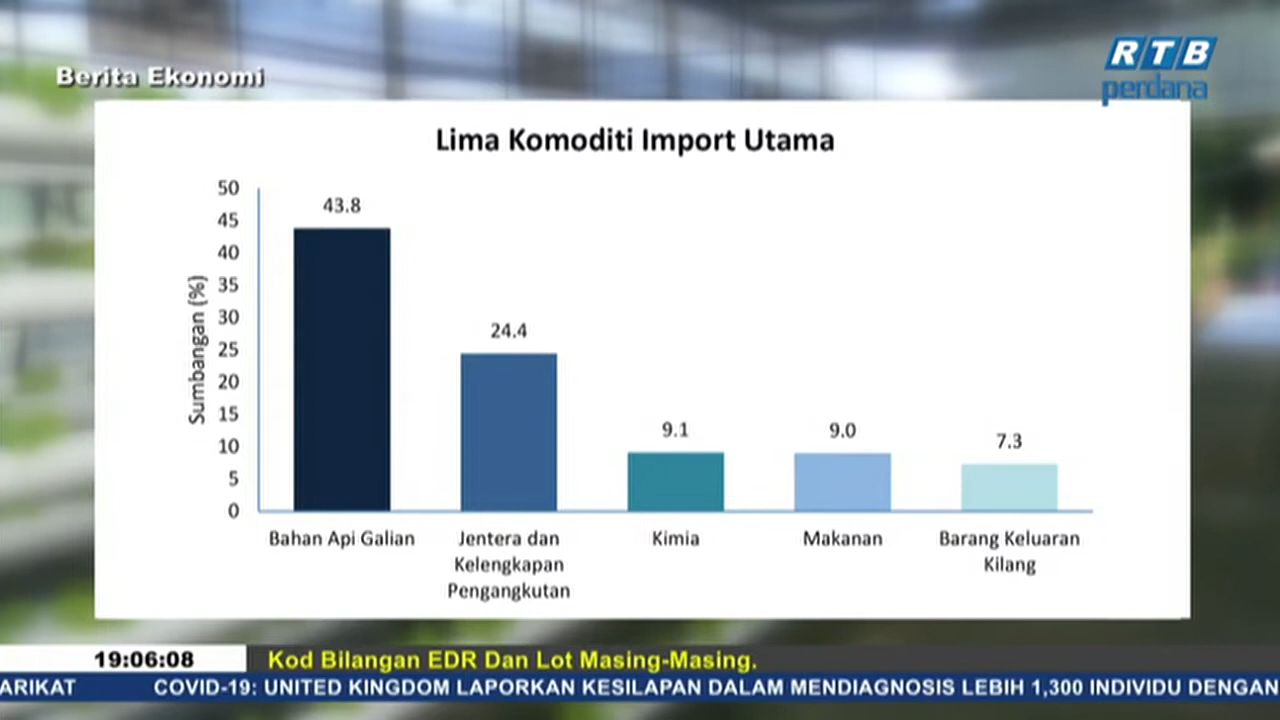 Berita Ekonomi
RTB
perdana
Lima Komoditi Import Utama
Sumbangan (%)
50
45
40
35
30
25
20
15
10
5
0
43.8
24.4
9.1
9.0
7.3
Bahan Api Galian
Jentera dan
Kelengkapan
Pengangkutan
Kimia
Makanan
Barang Keluaran
Kilang
19:06:08
Kod Bilangan EDR Dan Lot Masing-Masing.
ARIKAT COVID-19: UNITED KINGDOM LAPORKAN KESILAPAN DALAM MENDIAGNOSIS LEBIH 1,300 INDIVIDU DENGAN